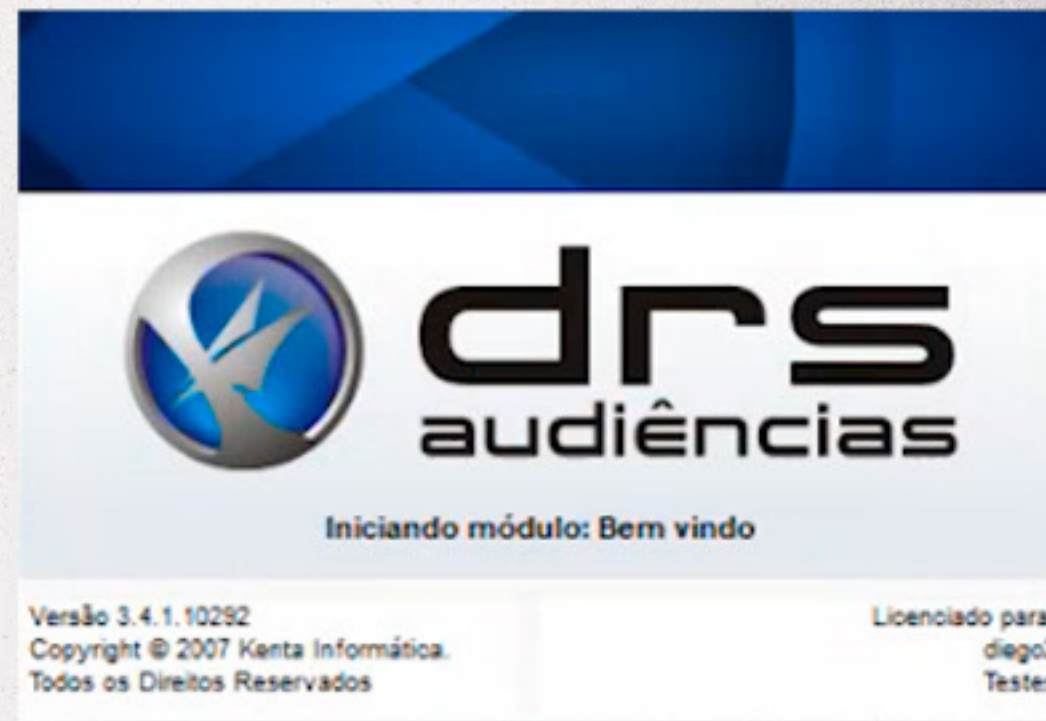 drs
audiências
Iniciando módulo: Bem vindo
Versão 3.4.1.10292
Copyright © 2007 Kenta Informática.
Todos os Direitos Reservados
Licenciado para